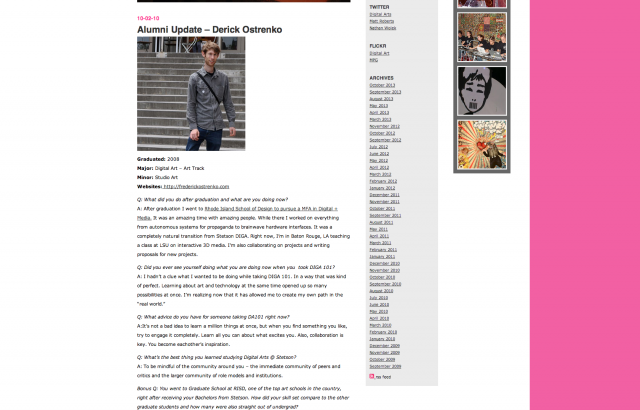 10-02-10
Alumni Update – Derick Ostrenko
Graduated: 2008
Major: Digital Art – Art Track
Minor: Studio Art
Websites: http://frederickostrenko.com
Q: What did you do after graduation and what are you doing now?
A: After graduation I went to Rhode Island School of Design to pursue a MFA in Digital +
Media. It was an amazing time with amazing people. While there I worked on everything
from autonomous systems for propaganda to brainwave hardware interfaces. It was a
completely natural transition from Stetson DIGA. Right now, I'm in Baton Rouge, LA teaching
a class at LSU on interactive 3D media. I'm also collaborating on projects and writing
proposals for new projects.
Q: Did you ever see yourself doing what you are doing now when you took DIGA 101?
A: I hadn't a clue what I wanted to be doing while taking DIGA 101. In a way that was kind
of perfect. Learning about art and technology at the same time opened up so many
possibilities at once. I'm realizing now that it has allowed me to create my own path in the
"real world."
Q: What advice do you have for someone taking DA101 right now?
A:It's not a bad idea to learn a million things at once, but when you find something you like,
try to engage it completely. Learn all you can about what excites you. Also, collaboration is
key. You become eachother's inspiration.
Q: What's the best thing you learned studying Digital Arts @ Stetson?
A: To be mindful of the community around you – the immediate community of peers and
critics and the larger community of role models and institutions.
Bonus Q: You went to Graduate School at RISD, one of the top art schools in the country,
right after receiving your Bachelors from Stetson. How did your skill set compare to the other
graduate students and how many were also straight out of undergrad?
TWITTER
Digital Arts
Matt Roberts
Nathan Wolek
FLICKR
Digital Art
MPG
ARCHIVES
October 2013
September 2013
August 2013
May 2013
April 2013
March 2013
November 2012
October 2012
September 2012
July 2012
June 2012
May 2012
April 2012
March 2012
February 2012
January 2012
December 2011
November 2011
October 2011
September 2011
August 2011
May 2011
April 2011
March 2011
February 2011
January 2011
December 2010
November 2010
October 2010
September 2010
August 2010
July 2010
June 2010
May 2010
April 2010
March 2010
February 2010
January 2010
December 2009
November 2009
October 2009
September 2009
rss feed